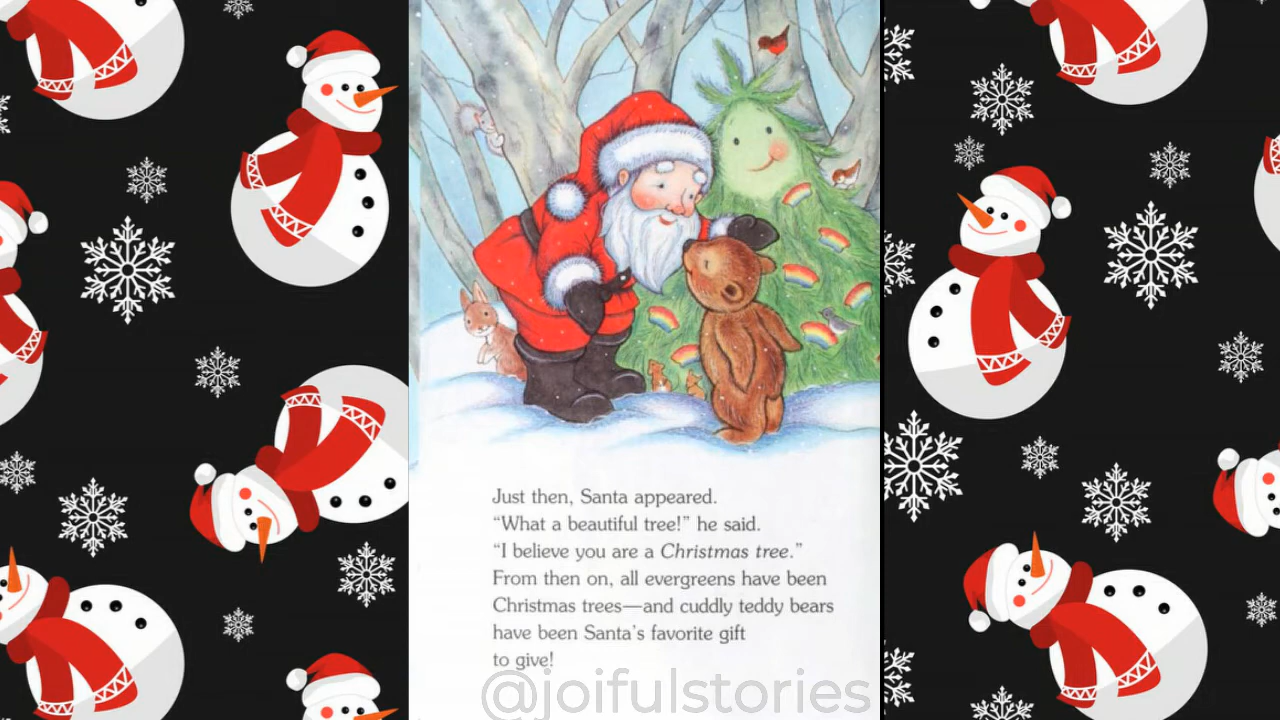 Just then, Santa appeared.
“What a beautiful tree!” he said.
“I believe you are a Christmas tree.”
From then on, all evergreens have been
Christmas trees—and cuddly teddy bears
have been Santa’s favorite gift
to give!
@joifulstories